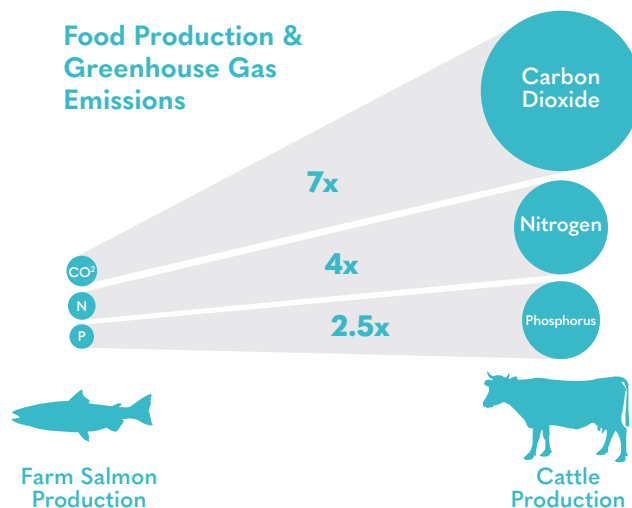 Food Production &
Greenhouse Gas
Emissions
Carbon
Dioxide
7x
Nitrogen
CO²
4x
N
Phosphorus
2.5x
P
Farm Salmon
Production
Cattle
Production